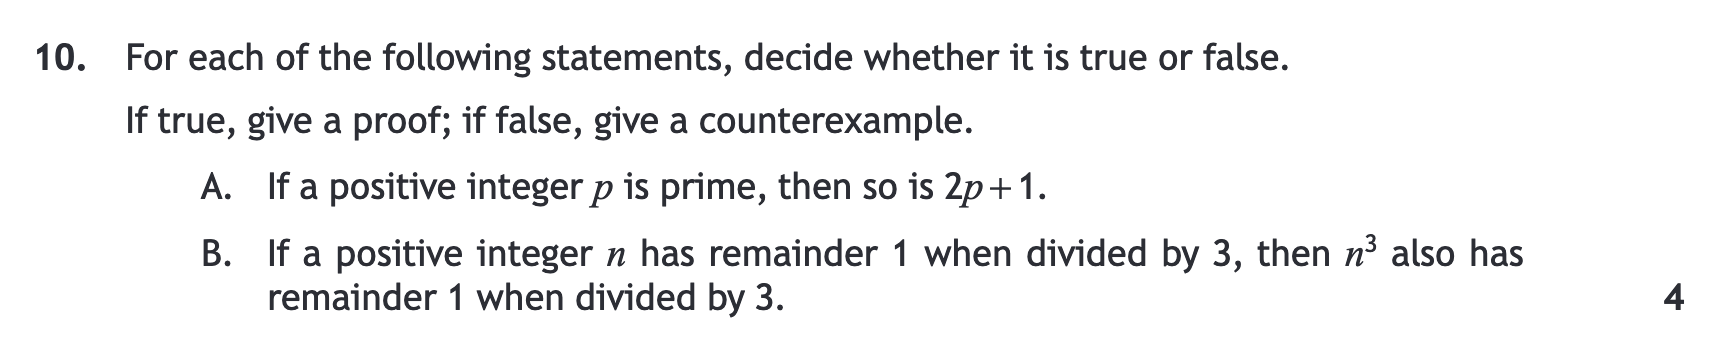 10. For each of the following statements, decide whether it is true or false.
If true, give a proof; if false, give a counterexample.
A. If a positive integer p is prime, then so is 2p+1.
B. If a positive integer n has remainder 1 when divided by 3, then n³ also has
remainder 1 when divided by 3. 4